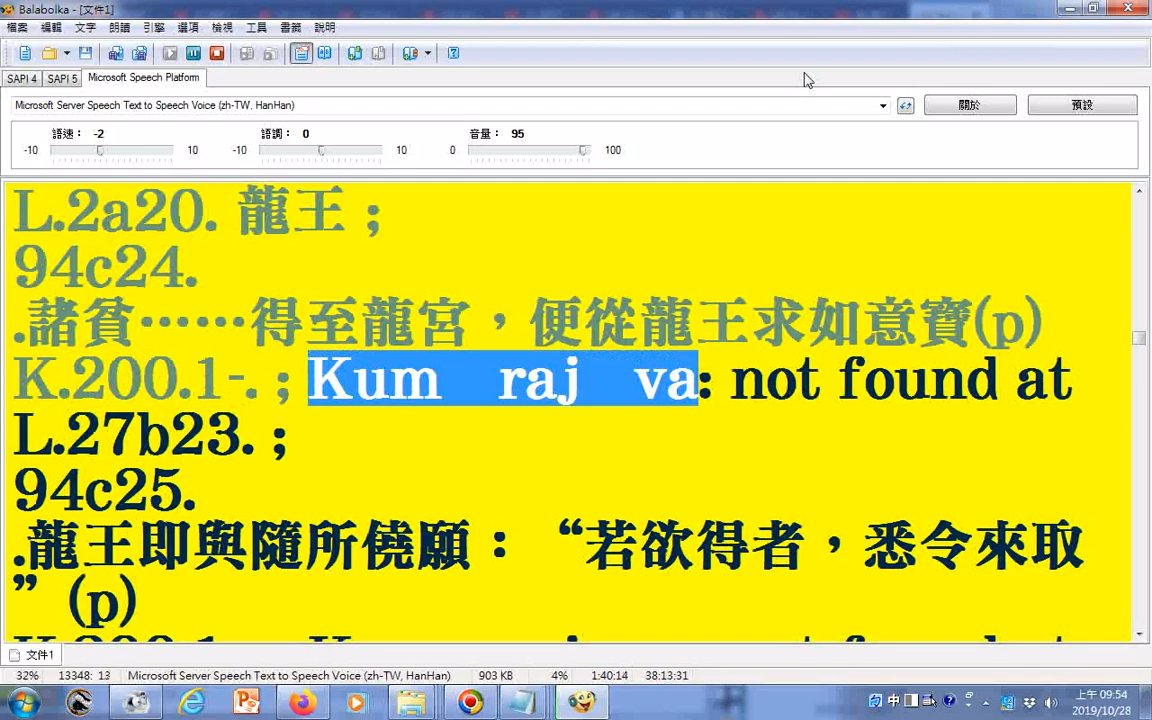 Balabolka - [文件1]
檔案 編輯 文字 朗讀 引擎 選項 檢視 工具 書籤 說明
SAPI 4 SAPI 5 Microsoft Speech Platform
Microsoft Server Speech Text to Speech Voice (zh-TW, HanHan) 關於 預設
語速： -2 語調： 0 音量： 95
-10 10 -10 10 0 100
L.2a20. 龍王；
94c24.
.諸貧⋯⋯得至龍宮，便從龍王求如意寶(p)
K.200.1-. ; Kum raj va: not found at
L.27b23. ;
94c25.
.龍王即與隨所僥願：“若欲得者，悉令來取
”(p)
文件1
32% 13348: 13 Microsoft Server Speech Text to Speech Voice (zh-TW, HanHan) 903 KB 4% 1:40:14 38:13:31
中 上午 09:54
2019/10/28